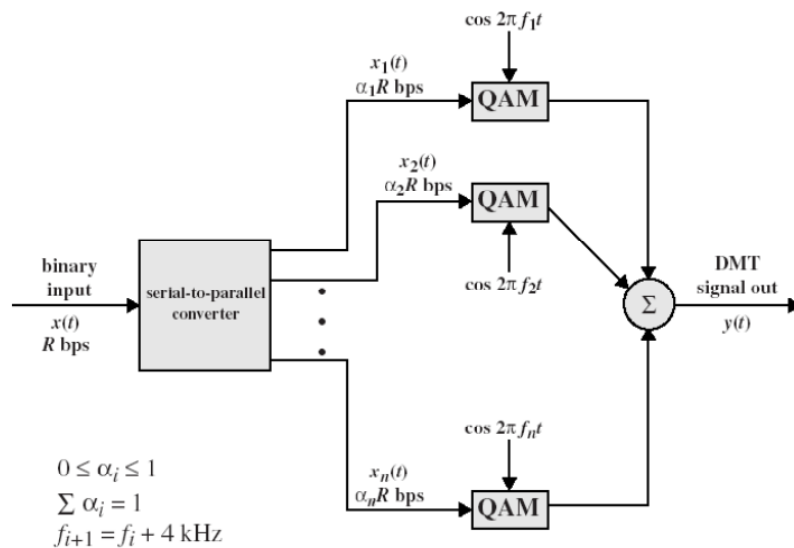 cos 2π f₁t
x₁(t)
α₁R bps
QAM
x₂(t)
α₂R bps
QAM
cos 2π f₂t
binary
input
x(t)
R bps
serial-to-parallel
converter
Σ
DMT
signal out
y(t)
cos 2π fₙt
xₙ(t)
αₙR bps
QAM
0 ≤ αᵢ ≤ 1
Σ αᵢ = 1
fᵢ₊₁ = fᵢ + 4 kHz